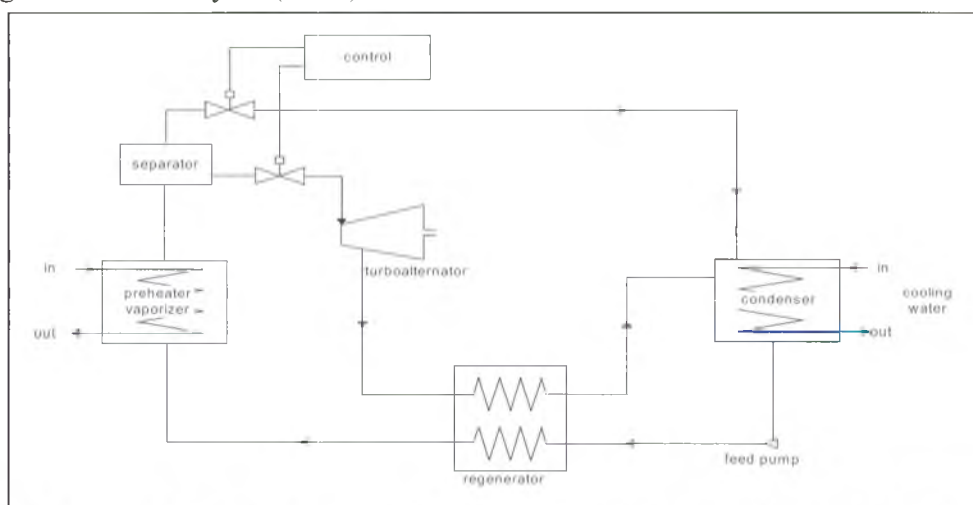 control
separator
turboalternator
in
preheater
vaporizer
out
in
condenser
cooling
water
out
feed pump
regenerator